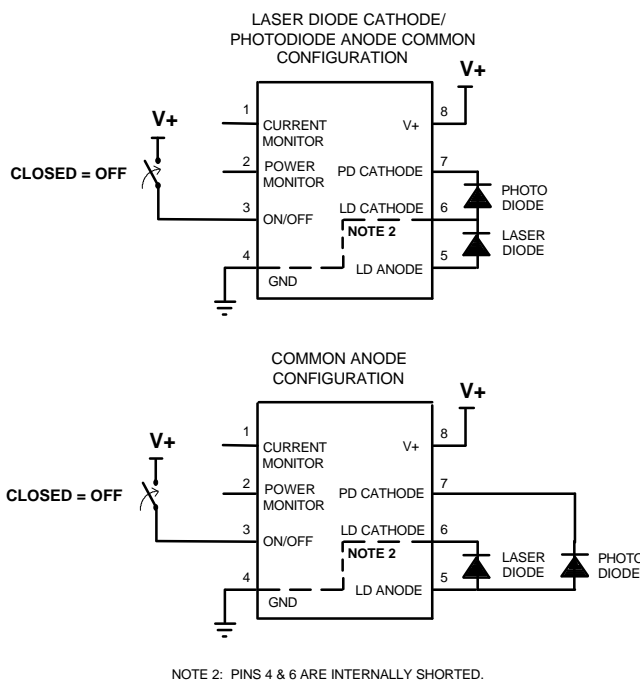 LASER DIODE CATHODE/
PHOTODIODE ANODE COMMON
CONFIGURATION
V+
1
8
V+
CURRENT
MONITOR
V+
2
7
CLOSED = OFF
POWER
MONITOR
PD CATHODE
PHOTO
DIODE
3
LD CATHODE
6
ON/OFF
NOTE 2
LASER
DIODE
4
5
LD ANODE
GND
COMMON ANODE
CONFIGURATION
V+
1
8
V+
CURRENT
MONITOR
V+
2
7
CLOSED = OFF
POWER
MONITOR
PD CATHODE
3
LD CATHODE
6
ON/OFF
NOTE 2
LASER
DIODE
PHOTO
DIODE
4
5
LD ANODE
GND
NOTE 2: PINS 4 & 6 ARE INTERNALLY SHORTED.